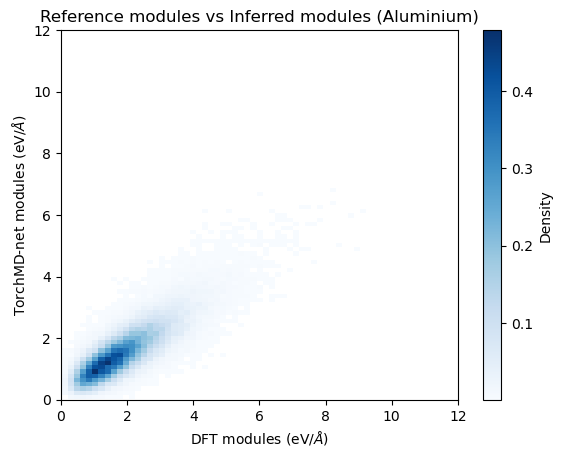 Reference modules vs Inferred modules (Aluminium)
12
10
8
6
4
2
0
TorchMD-net modules (eV/Å)
0 2 4 6 8 10 12
DFT modules (eV/Å)
0.4
0.3
0.2
0.1
Density